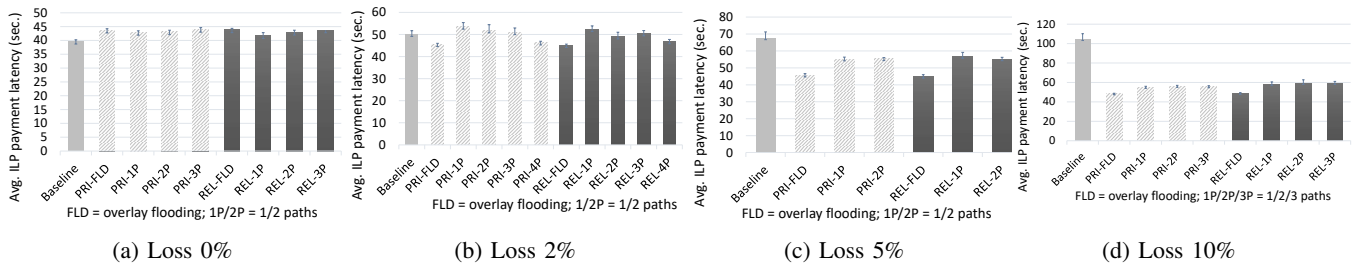 Avg. ILP payment latency (sec.)
50
45
40
35
30
25
20
15
10
5
0
Baseline
PRI-FLD
PRI-1P
PRI-2P
PRI-3P
REL-FLD
REL-1P
REL-2P
REL-3P
FLD = overlay flooding; 1P/2P = 1/2 paths
(a) Loss 0%
Avg. ILP payment latency (sec.)
60
50
40
30
20
10
0
Baseline
PRI-FLD
PRI-1P
PRI-2P
PRI-3P
PRI-4P
REL-FLD
REL-1P
REL-2P
REL-3P
REL-4P
FLD = overlay flooding; 1/2P = 1/2 paths
(b) Loss 2%
Avg. ILP payment latency (sec.)
80
70
60
50
40
30
20
10
0
Baseline
PRI-FLD
PRI-1P
PRI-2P
REL-FLD
REL-1P
REL-2P
FLD = overlay flooding; 1P/2P = 1/2 paths
(c) Loss 5%
Avg. ILP payment latency (sec.)
120
100
80
60
40
20
0
Baseline
PRI-FLD
PRI-1P
PRI-2P
PRI-3P
REL-FLD
REL-1P
REL-2P
REL-3P
FLD = overlay flooding; 1P/2P/3P = 1/2/3 paths
(d) Loss 10%